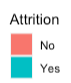 Attrition
No
Yes